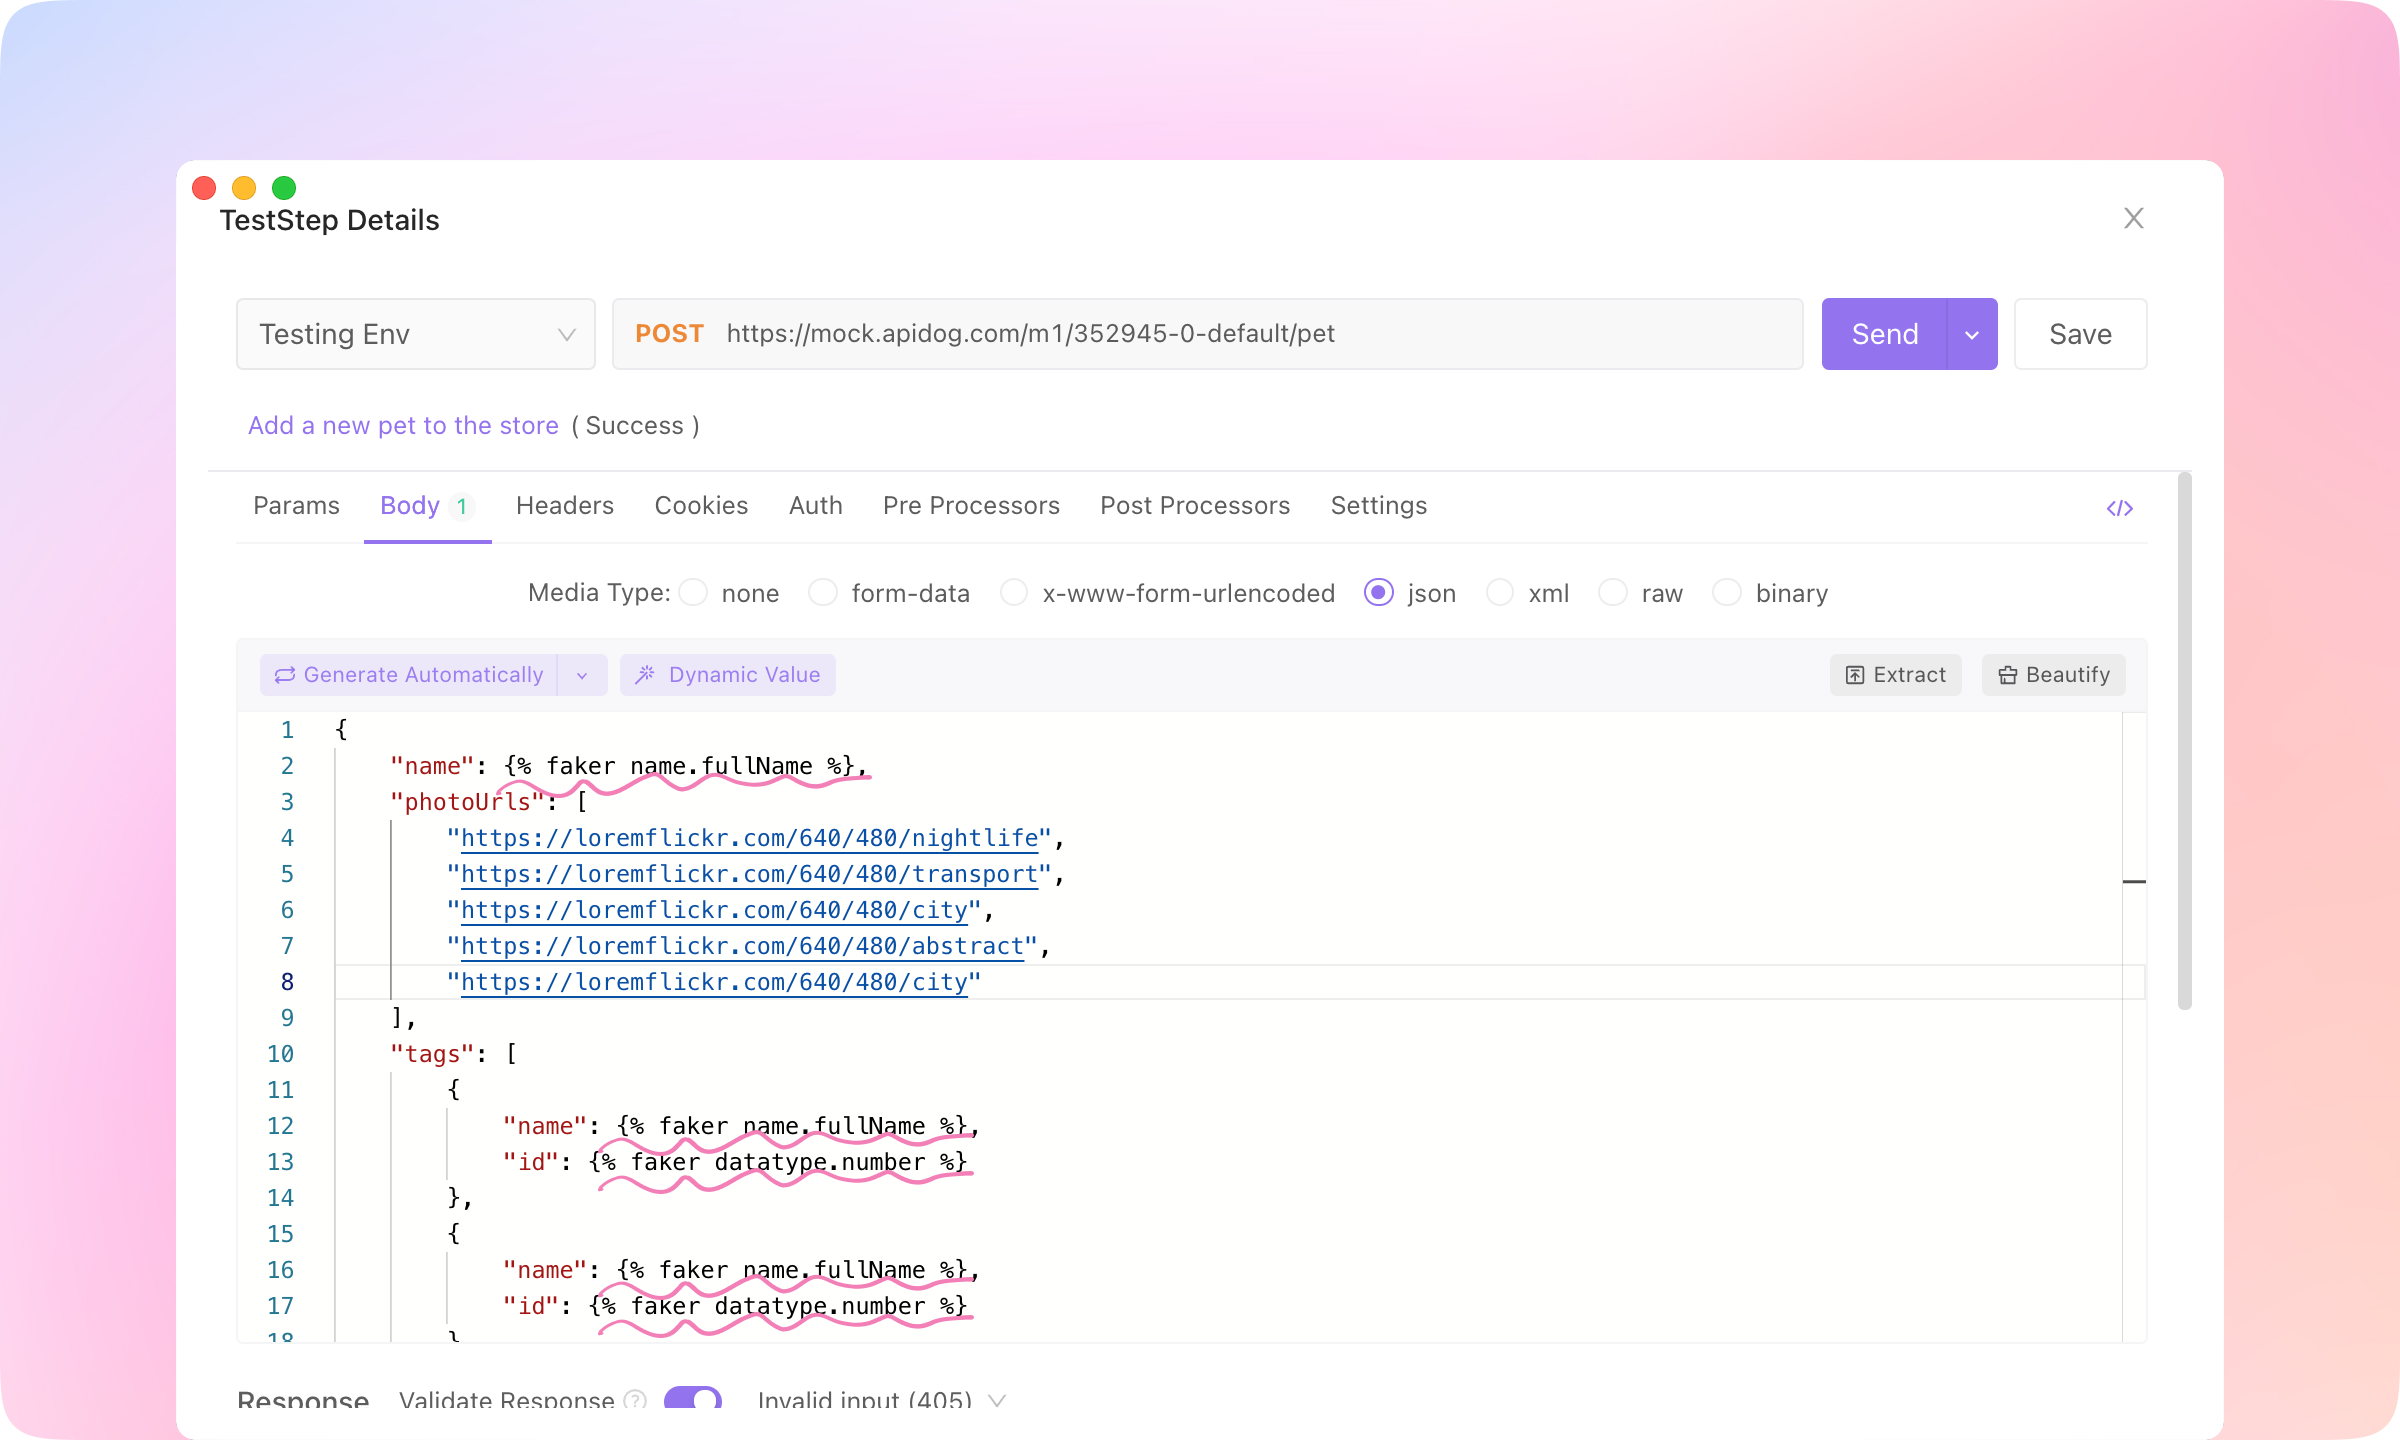 TestStep Details
Testing Env
POST https://mock.apidog.com/m1/352945-0-default/pet
Send
Save
Add a new pet to the store ( Success )
Params Body 1 Headers Cookies Auth Pre Processors Post Processors Settings </>
Media Type: none form-data x-www-form-urlencoded json xml raw binary
Generate Automatically Dynamic Value Extract Beautify
1 {
2 "name": {% faker name.fullName %},
3 "photoUrls": [
4 "https://loremflickr.com/640/480/nightlife",
5 "https://loremflickr.com/640/480/transport",
6 "https://loremflickr.com/640/480/city",
7 "https://loremflickr.com/640/480/abstract",
8 "https://loremflickr.com/640/480/city"
9 ],
10 "tags": [
11 {
12 "name": {% faker name.fullName %},
13 "id": {% faker datatype.number %}
14 },
15 {
16 "name": {% faker name.fullName %},
17 "id": {% faker datatype.number %}
18 }
Response Validate Response ? Invalid input (405)